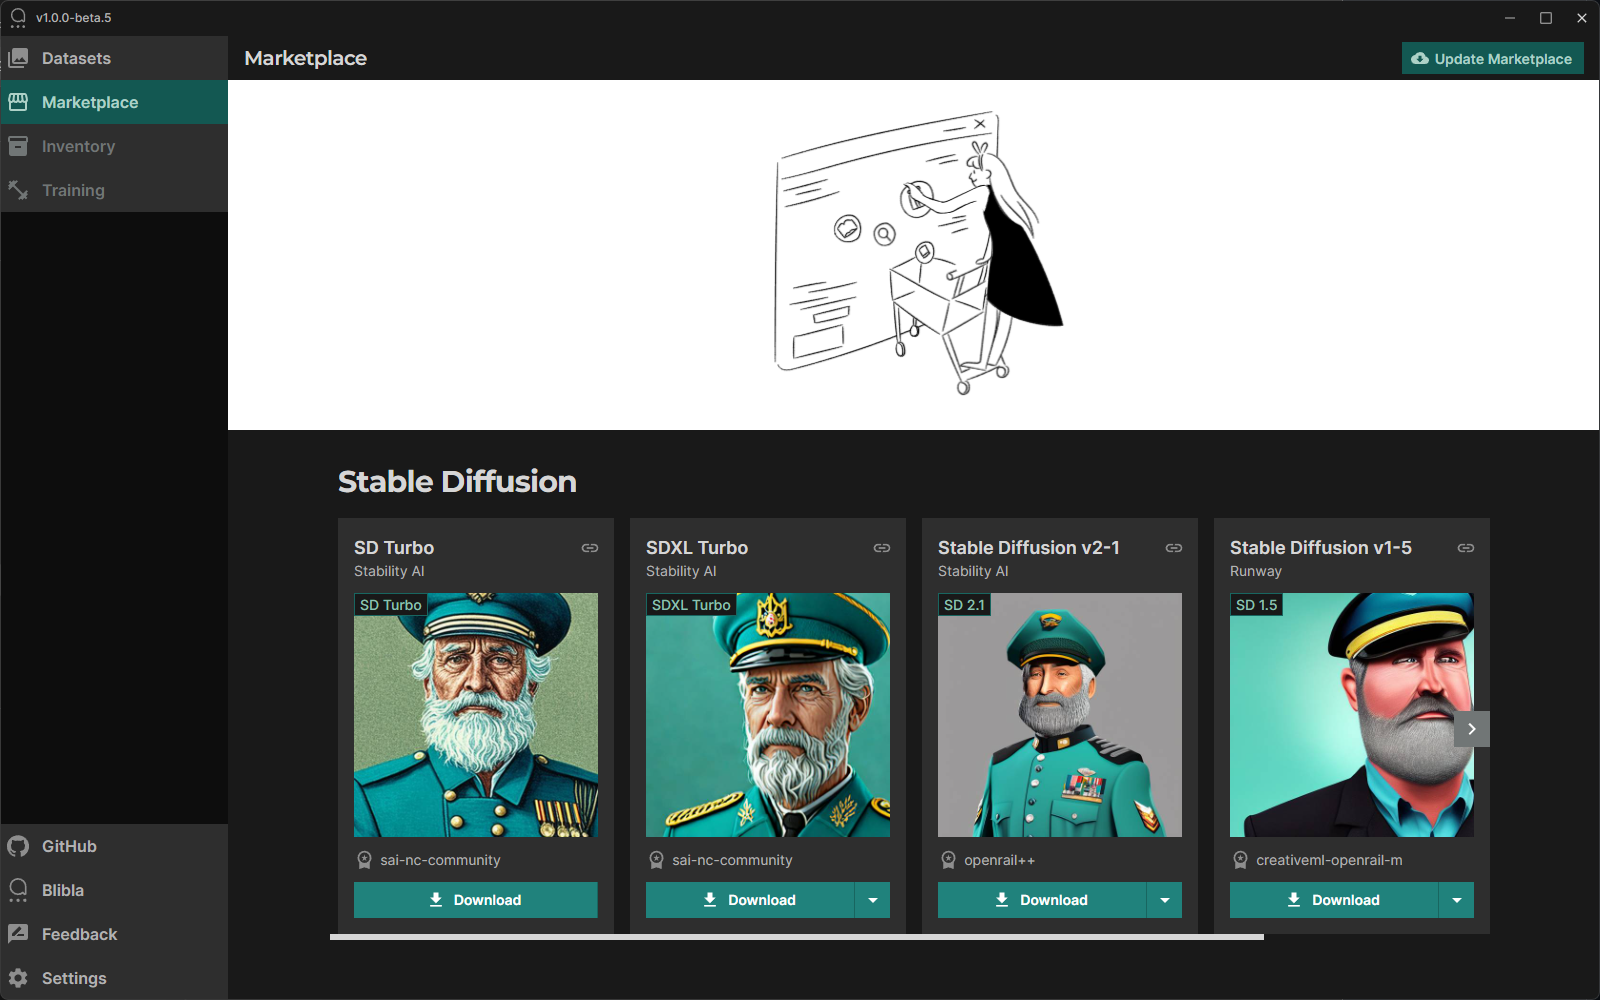 v1.0.0-beta.5
Datasets
Marketplace
Inventory
Training
GitHub
Blibla
Feedback
Settings
Marketplace
Update Marketplace
Stable Diffusion
SD Turbo
Stability AI
SD Turbo
sai-nc-community
Download
SDXL Turbo
Stability AI
SDXL Turbo
sai-nc-community
Download
Stable Diffusion v2-1
Stability AI
SD 2.1
openrail++
Download
Stable Diffusion v1-5
Runway
SD 1.5
creativeml-openrail-m
Download